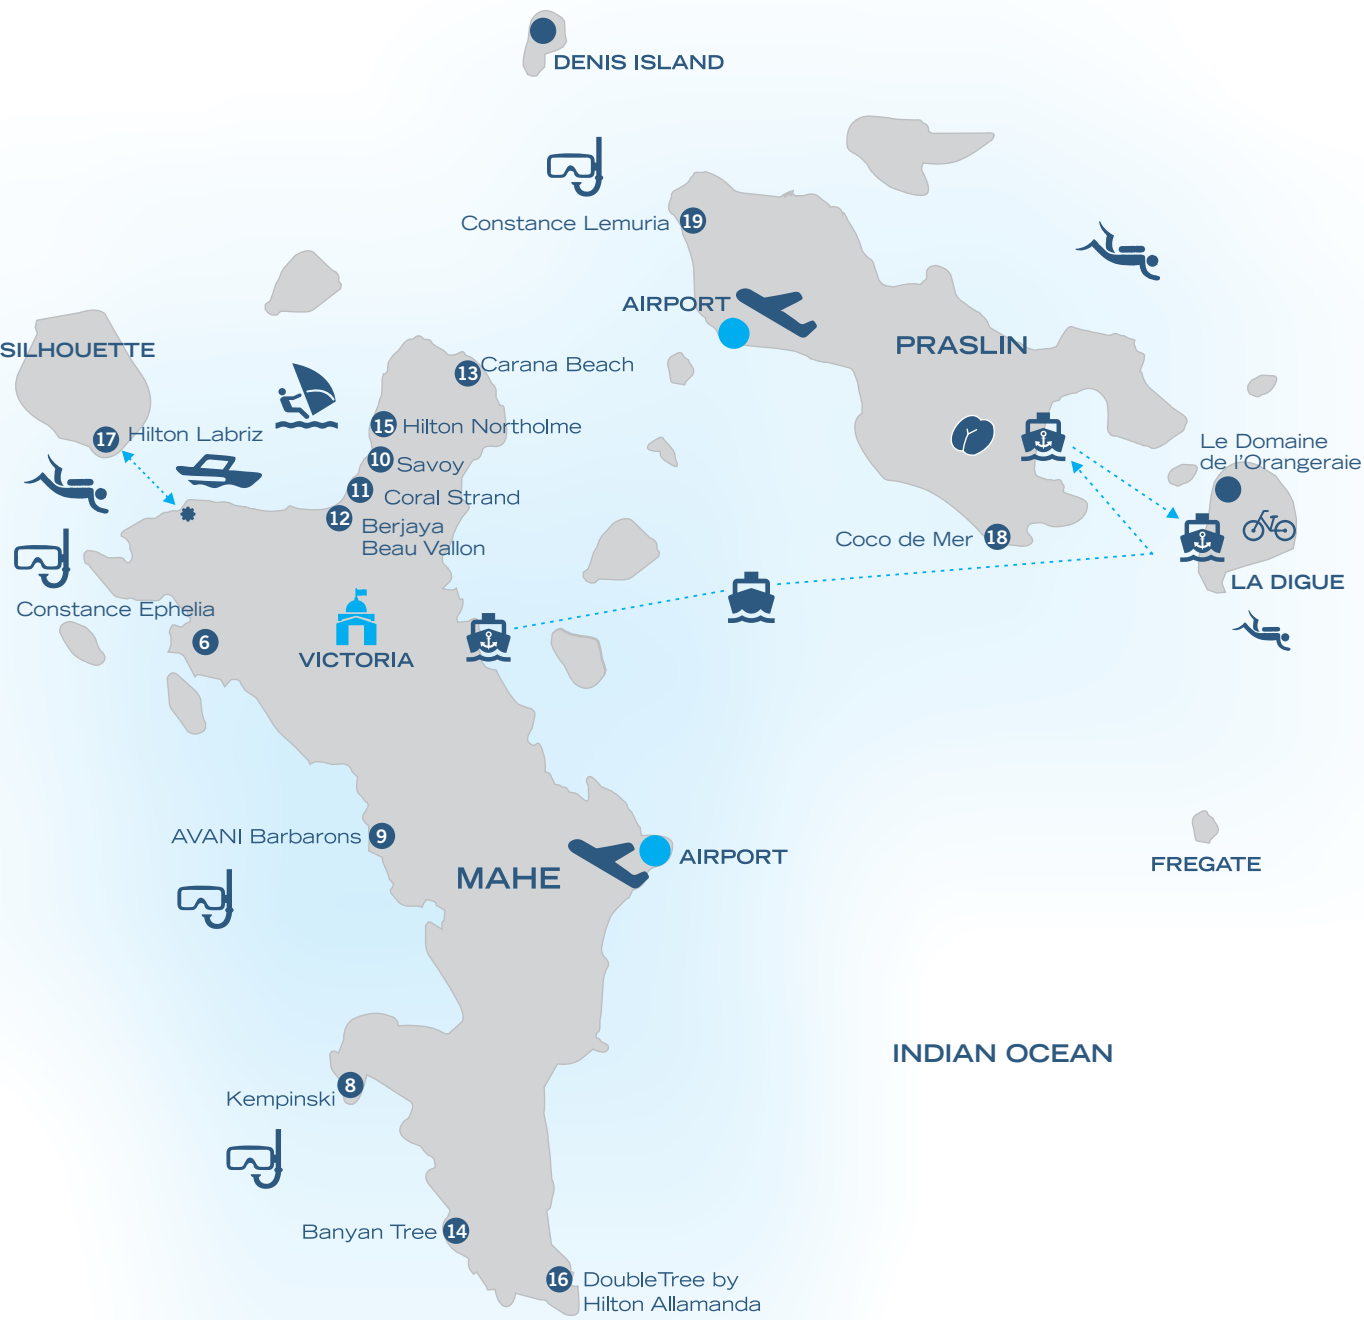 DENIS ISLAND
Constance Lemuria
19
AIRPORT
PRASLIN
SILHOUETTE
13
Carana Beach
17
Hilton Labriz
15
Hilton Northolme
10
Savoy
11
Coral Strand
12
Berjaya
Beau Vallon
Le Domaine
de l'Orangeraie
Coco de Mer
18
LA DIGUE
Constance Ephelia
6
VICTORIA
AVANI Barbarons
9
MAHE
AIRPORT
FREGATE
INDIAN OCEAN
Kempinski
8
Banyan Tree
14
16
DoubleTree by
Hilton Allamanda